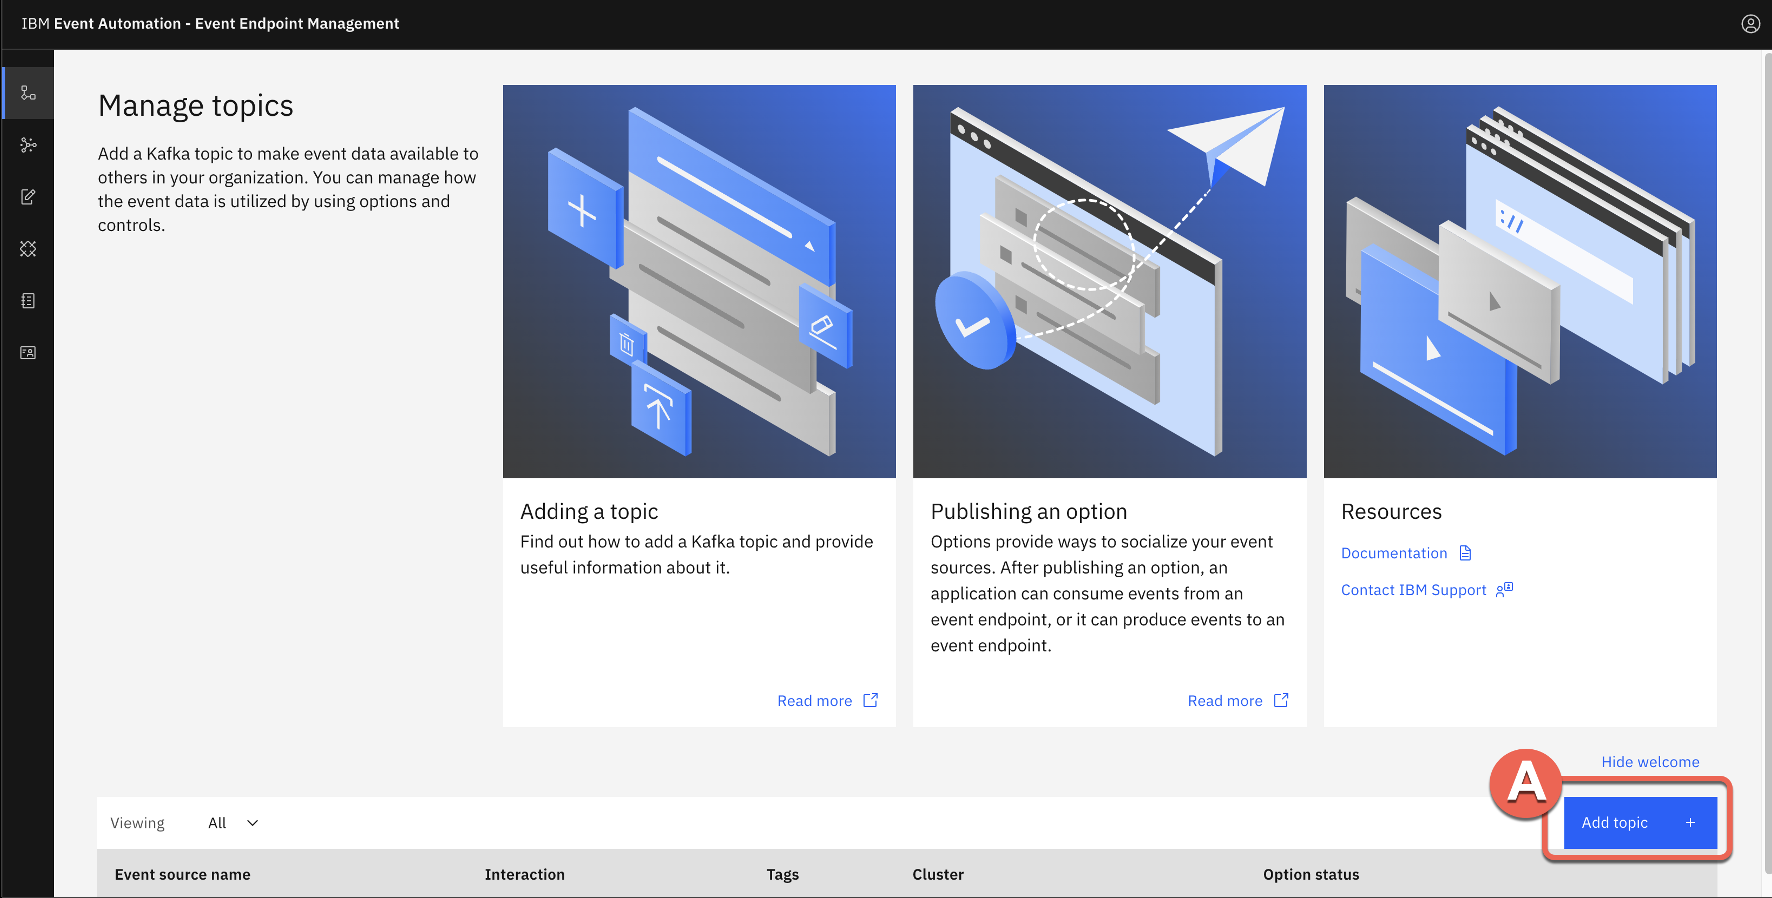 IBM Event Automation - Event Endpoint Management
Manage topics
Add a Kafka topic to make event data available to
others in your organization. You can manage how
the event data is utilized by using options and
controls.
://
Adding a topic
Find out how to add a Kafka topic and provide
useful information about it.
Read more
Publishing an option
Options provide ways to socialize your event
sources. After publishing an option, an
application can consume events from an
event endpoint, or it can produce events to an
event endpoint.
Read more
Resources
Documentation
Contact IBM Support
Hide welcome
A
Viewing All
Add topic +
Event source name Interaction Tags Cluster Option status